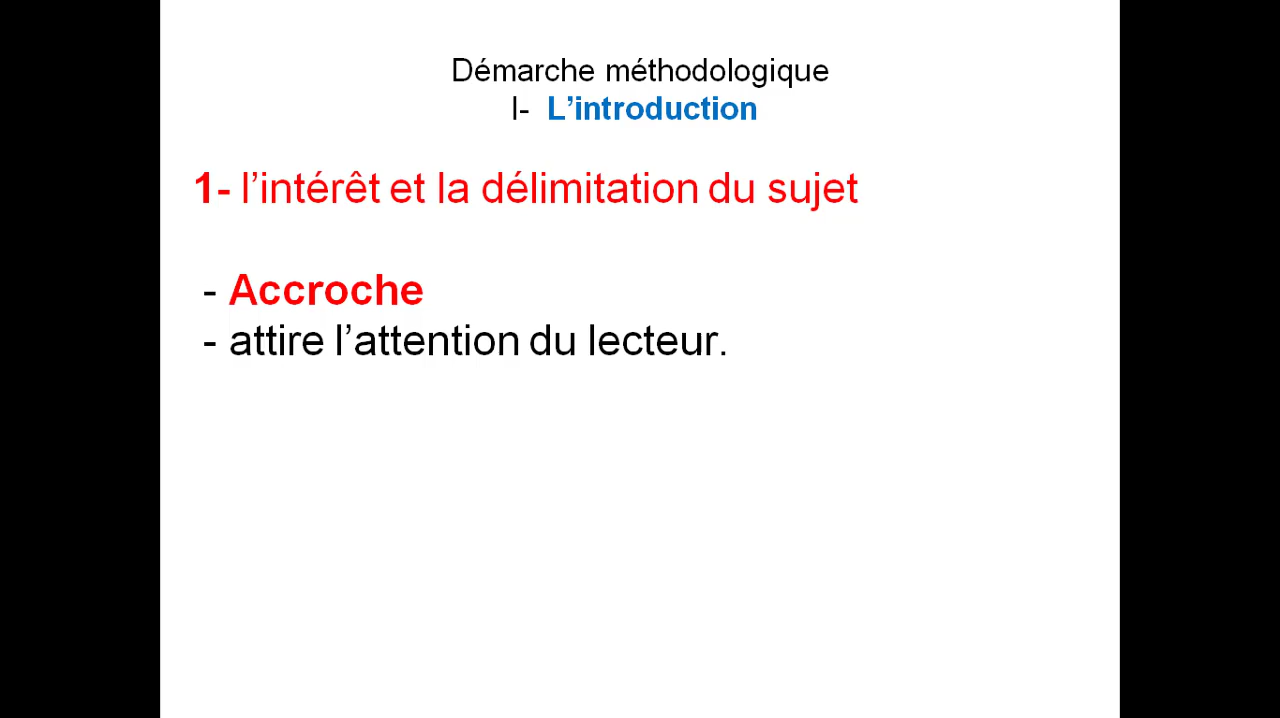 Démarche méthodologique
I- L’introduction
1- l’intérêt et la délimitation du sujet
- Accroche
- attire l’attention du lecteur.